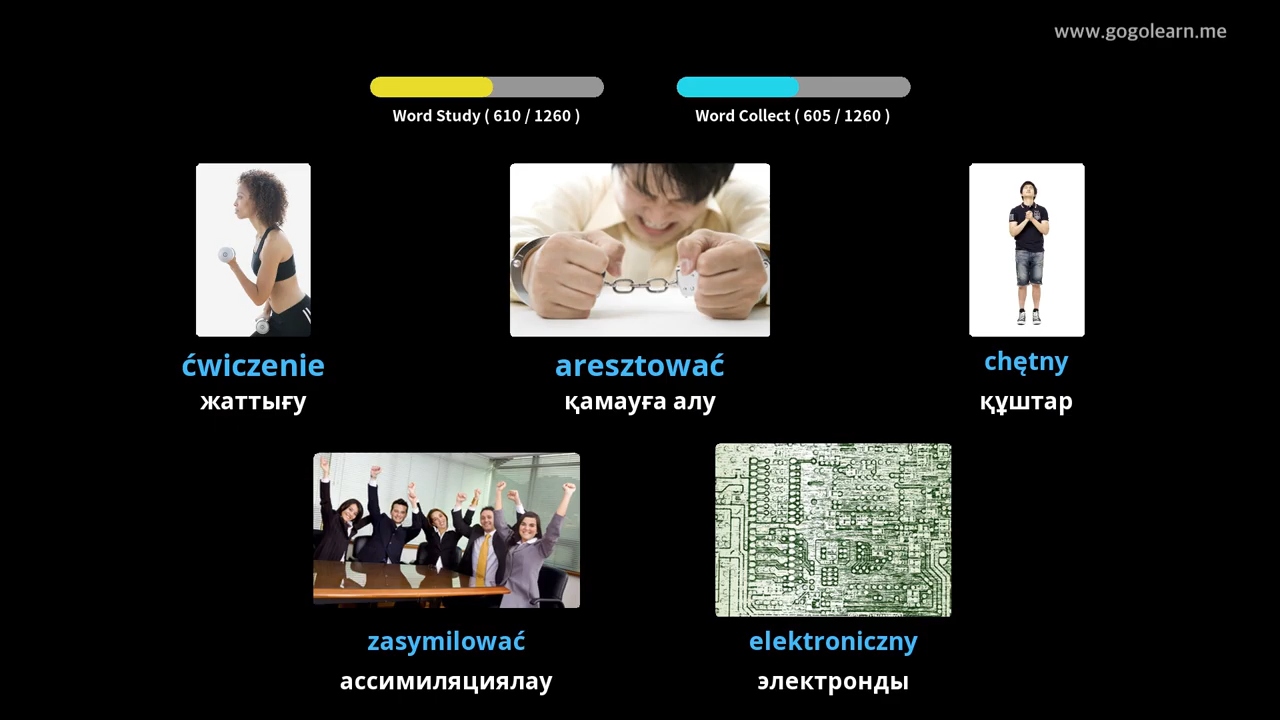 www.gogolearn.me
Word Study ( 610 / 1260 )
Word Collect ( 605 / 1260 )
ćwiczenie
жаттығу
aresztować
қамауға алу
chętny
құштар
zasymilować
ассимиляциялау
elektroniczny
электронды